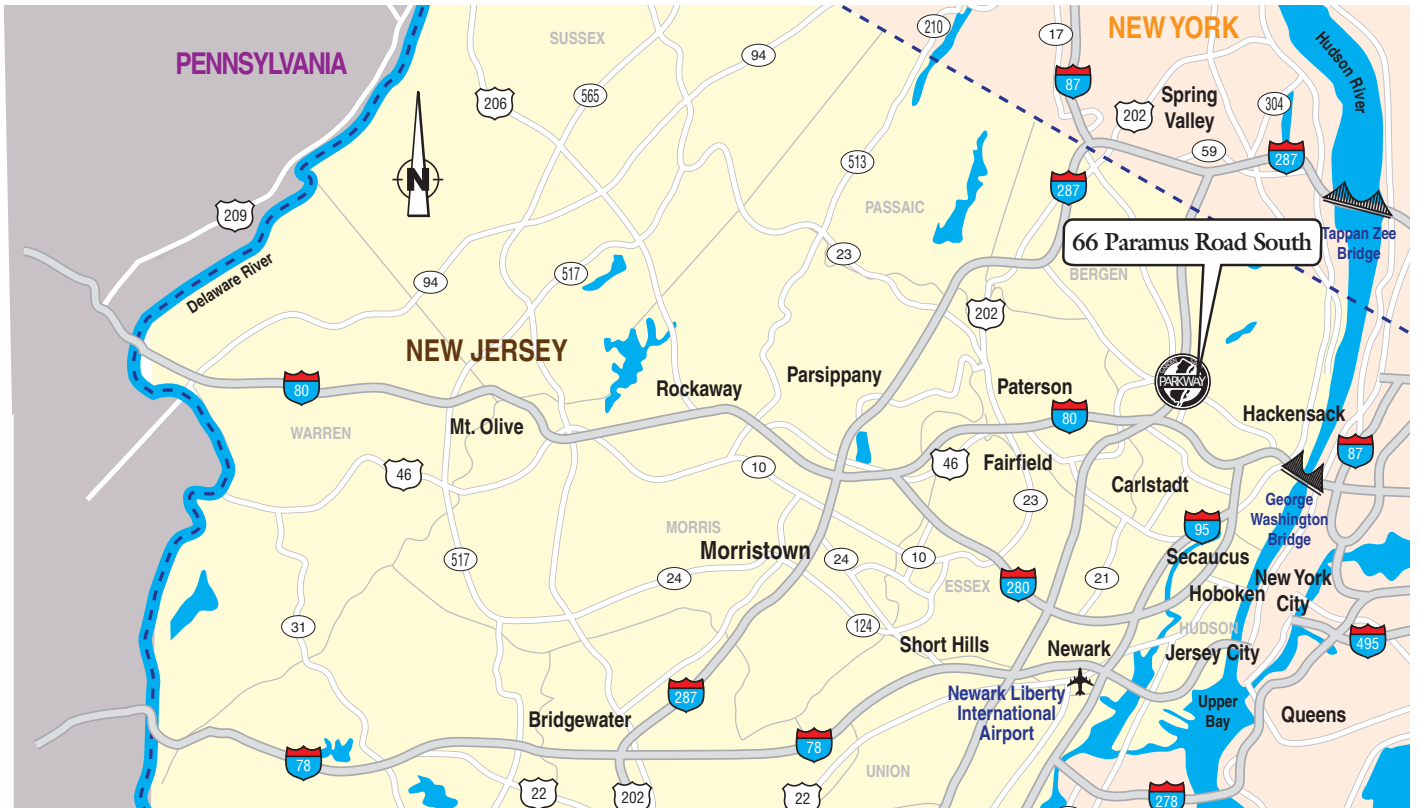 SUSSEX
210
17
NEW YORK
Hudson River
PENNSYLVANIA
94
87
206
565
Spring
Valley
202
304
N
513
59
287
287
209
PASSAIC
66 Paramus Road South
Tappan Zee
Bridge
23
BERGEN
Delaware River
94
517
202
NEW JERSEY
Parsippany
Rockaway
Paterson
PARKWAY
80
80
Hackensack
Mt. Olive
WARREN
87
46
10
46
Fairfield
Carlstadt
23
George
Washington
Bridge
MORRIS
95
Morristown
Secaucus
517
24
24
10
ESSEX
280
21
New York
City
Hoboken
31
124
HUDSON
495
Short Hills
Newark
Jersey City
287
Newark Liberty
International
Airport
Upper
Bay
Bridgewater
Queens
78
78
UNION
22
202
22
278